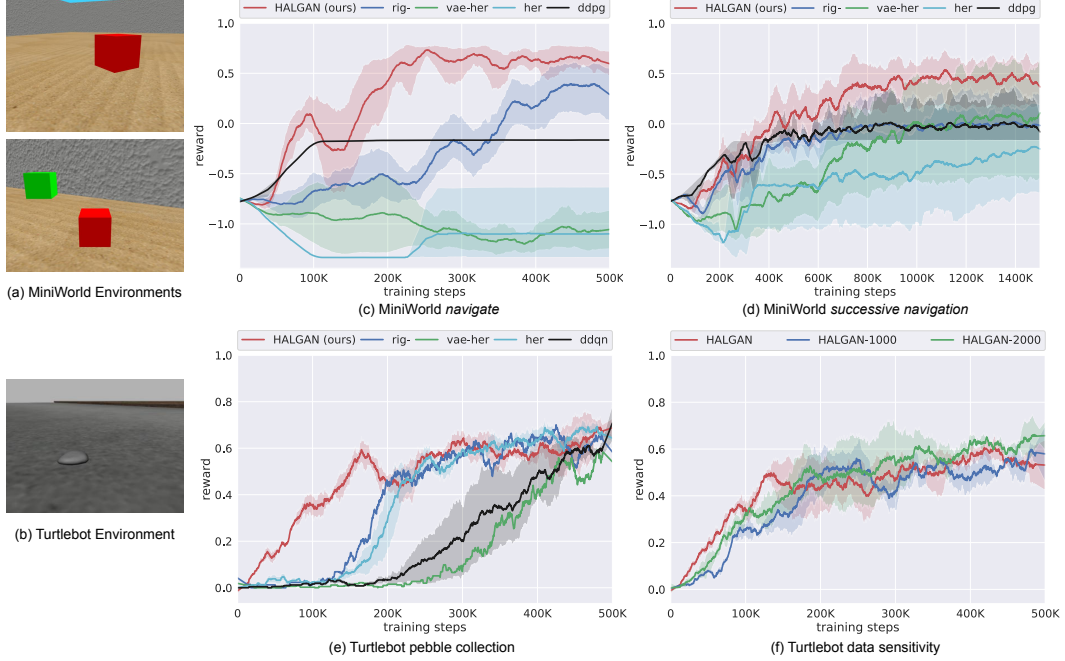 HALGAN (ours) rig- vae-her her ddpg
1.0
0.5
0.0
−0.5
−1.0
reward
0 100K 200K 300K 400K 500K
training steps
(c) MiniWorld navigate
HALGAN (ours) rig- vae-her her ddpg
1.0
0.5
0.0
−0.5
−1.0
reward
0 200K 400K 600K 800K 1000K 1200K 1400K
training steps
(d) MiniWorld successive navigation
(a) MiniWorld Environments
HALGAN (ours) rig- vae-her her ddqn
1.0
0.8
0.6
0.4
0.2
0.0
reward
0 100K 200K 300K 400K 500K
training steps
(e) Turtlebot pebble collection
HALGAN HALGAN-1000 HALGAN-2000
1.0
0.8
0.6
0.4
0.2
0.0
reward
0 100K 200K 300K 400K 500K
training steps
(f) Turtlebot data sensitivity
(b) Turtlebot Environment